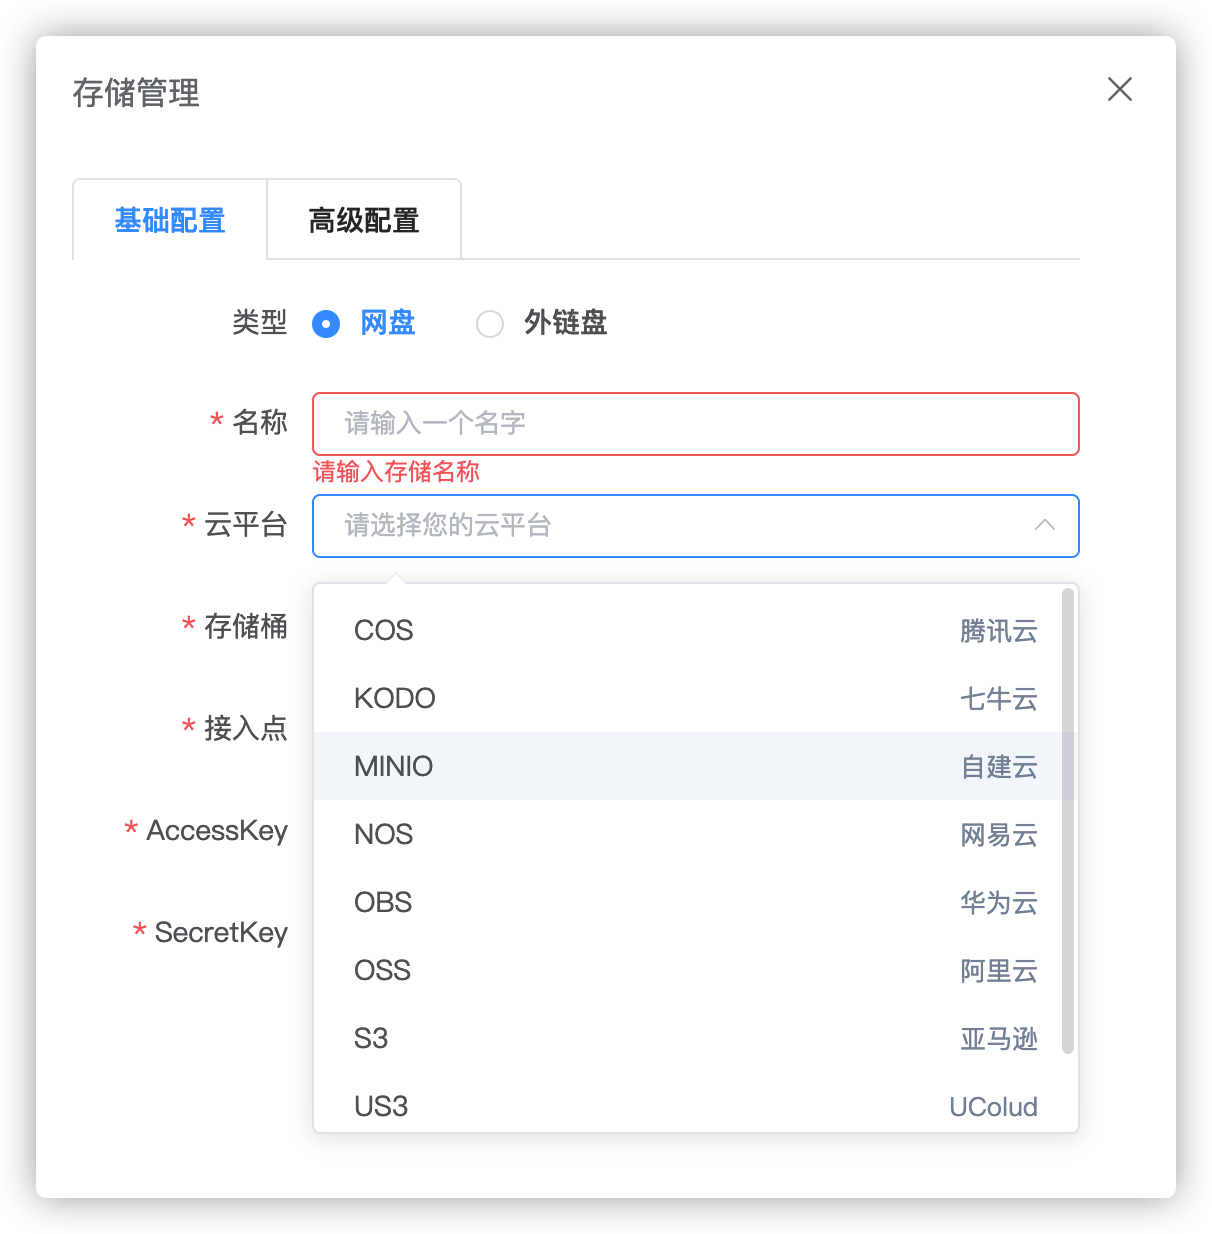 存储管理
基础配置 高级配置
类型 网盘 外链盘
* 名称 请输入一个名字
请输入存储名称
* 云平台 请选择您的云平台
* 存储桶
COS 腾讯云
KODO 七牛云
* 接入点
MINIO 自建云
* AccessKey
NOS 网易云
OBS 华为云
* SecretKey
OSS 阿里云
S3 亚马逊
US3 UColud